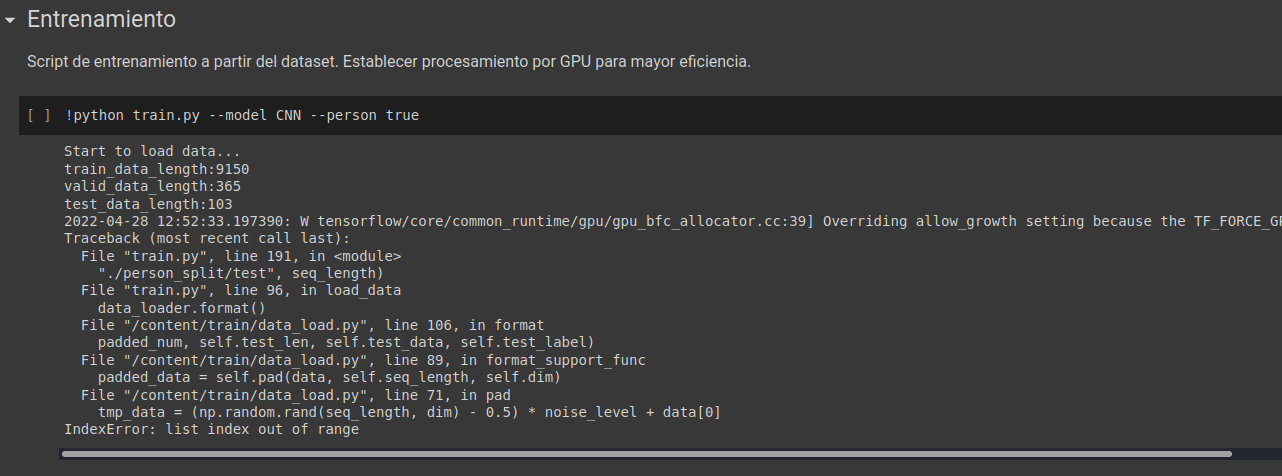 Entrenamiento
Script de entrenamiento a partir del dataset. Establecer procesamiento por GPU para mayor eficiencia.
[ ] !python train.py --model CNN --person true
Start to load data...
train_data_length:9150
valid_data_length:365
test_data_length:103
2022-04-28 12:52:33.197390: W tensorflow/core/common_runtime/gpu/gpu_bfc_allocator.cc:39] Overriding allow_growth setting because the TF_FORCE_GP
Traceback (most recent call last):
  File "train.py", line 191, in <module>
    "./person_split/test", seq_length)
  File "train.py", line 96, in load_data
    data_loader.format()
  File "/content/train/data_load.py", line 106, in format
    padded_num, self.test_len, self.test_data, self.test_label)
  File "/content/train/data_load.py", line 89, in format_support_func
    padded_data = self.pad(data, self.seq_length, self.dim)
  File "/content/train/data_load.py", line 71, in pad
    tmp_data = (np.random.rand(seq_length, dim) - 0.5) * noise_level + data[0]
IndexError: list index out of range